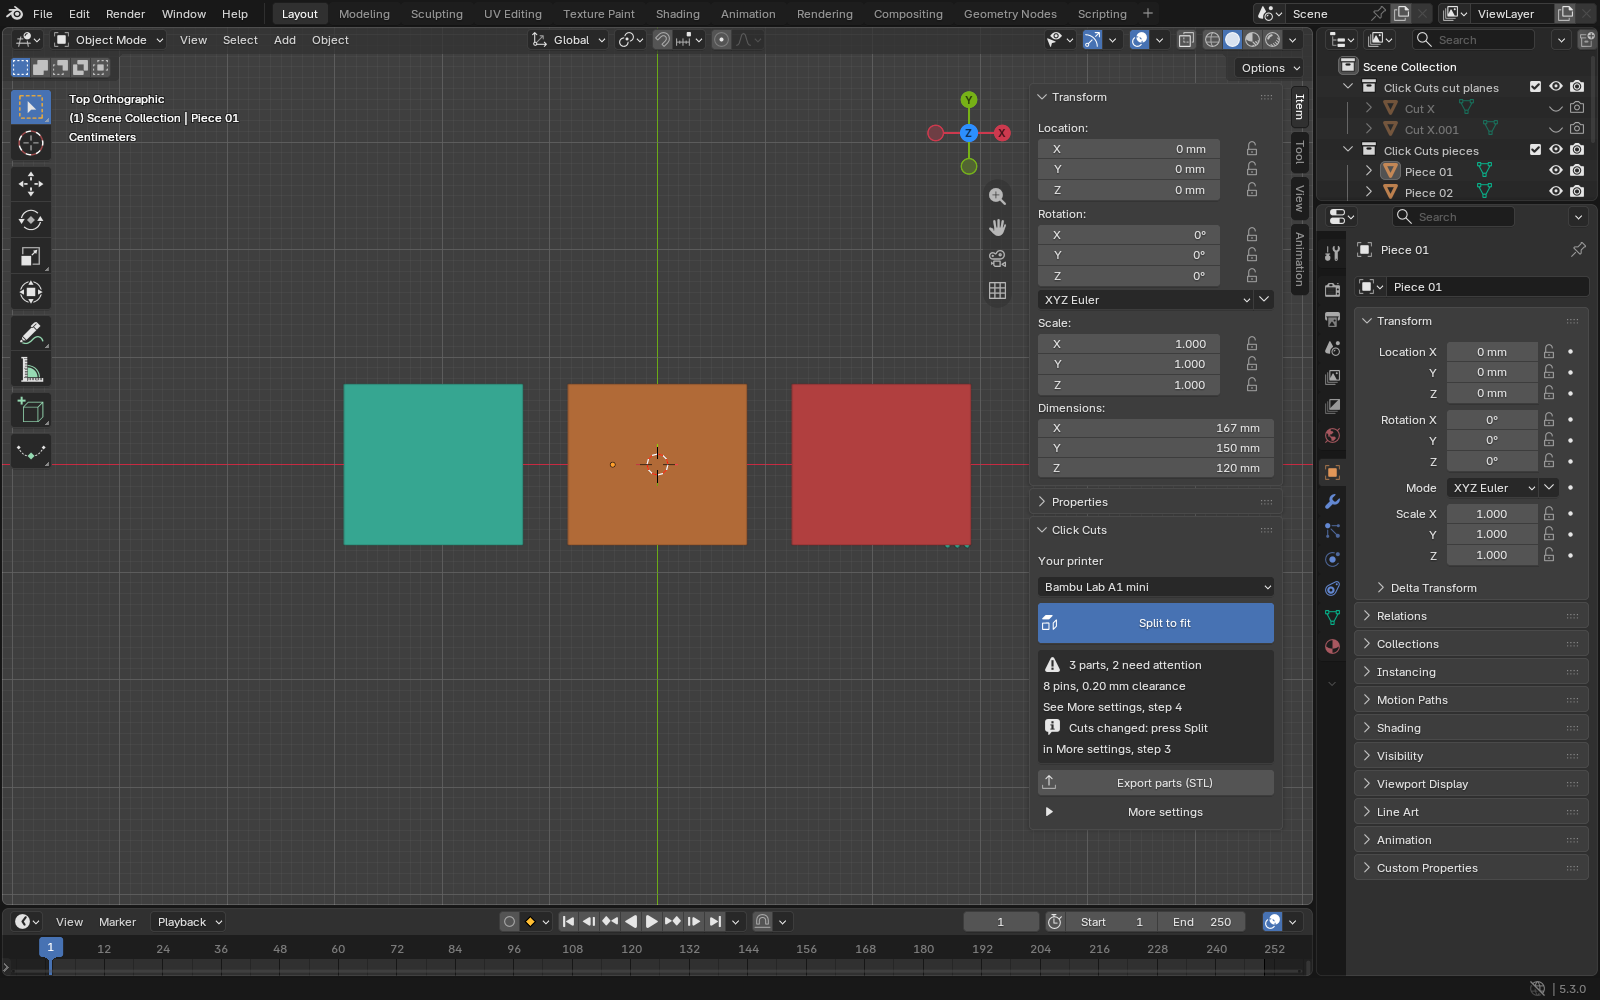 File Edit Render Window Help Layout Modeling Sculpting UV Editing Texture Paint Shading Animation Rendering Compositing Geometry Nodes Scripting + Scene ViewLayer
Object Mode View Select Add Object Global
Options
Top Orthographic
(1) Scene Collection | Piece 01
Centimeters
Y
Z
X
Transform
Location:
X 0 mm
Y 0 mm
Z 0 mm
Rotation:
X 0°
Y 0°
Z 0°
XYZ Euler
Scale:
X 1.000
Y 1.000
Z 1.000
Dimensions:
X 167 mm
Y 150 mm
Z 120 mm
Properties
Click Cuts
Your printer
Bambu Lab A1 mini
Split to fit
3 parts, 2 need attention
8 pins, 0.20 mm clearance
See More settings, step 4
Cuts changed: press Split
in More settings, step 3
Export parts (STL)
More settings
Item
Tool
View
Animation
Search
Scene Collection
Click Cuts cut planes
Cut X
Cut X.001
Click Cuts pieces
Piece 01
Piece 02
Search
Piece 01
Piece 01
Transform
Location X 0 mm
Y 0 mm
Z 0 mm
Rotation X 0°
Y 0°
Z 0°
Mode XYZ Euler
Scale X 1.000
Y 1.000
Z 1.000
Delta Transform
Relations
Collections
Instancing
Motion Paths
Shading
Visibility
Viewport Display
Line Art
Animation
Custom Properties
View Marker Playback 1 Start 1 End 250
1 12 24 36 48 60 72 84 96 108 120 132 144 156 168 180 192 204 216 228 240 252
5.3.0